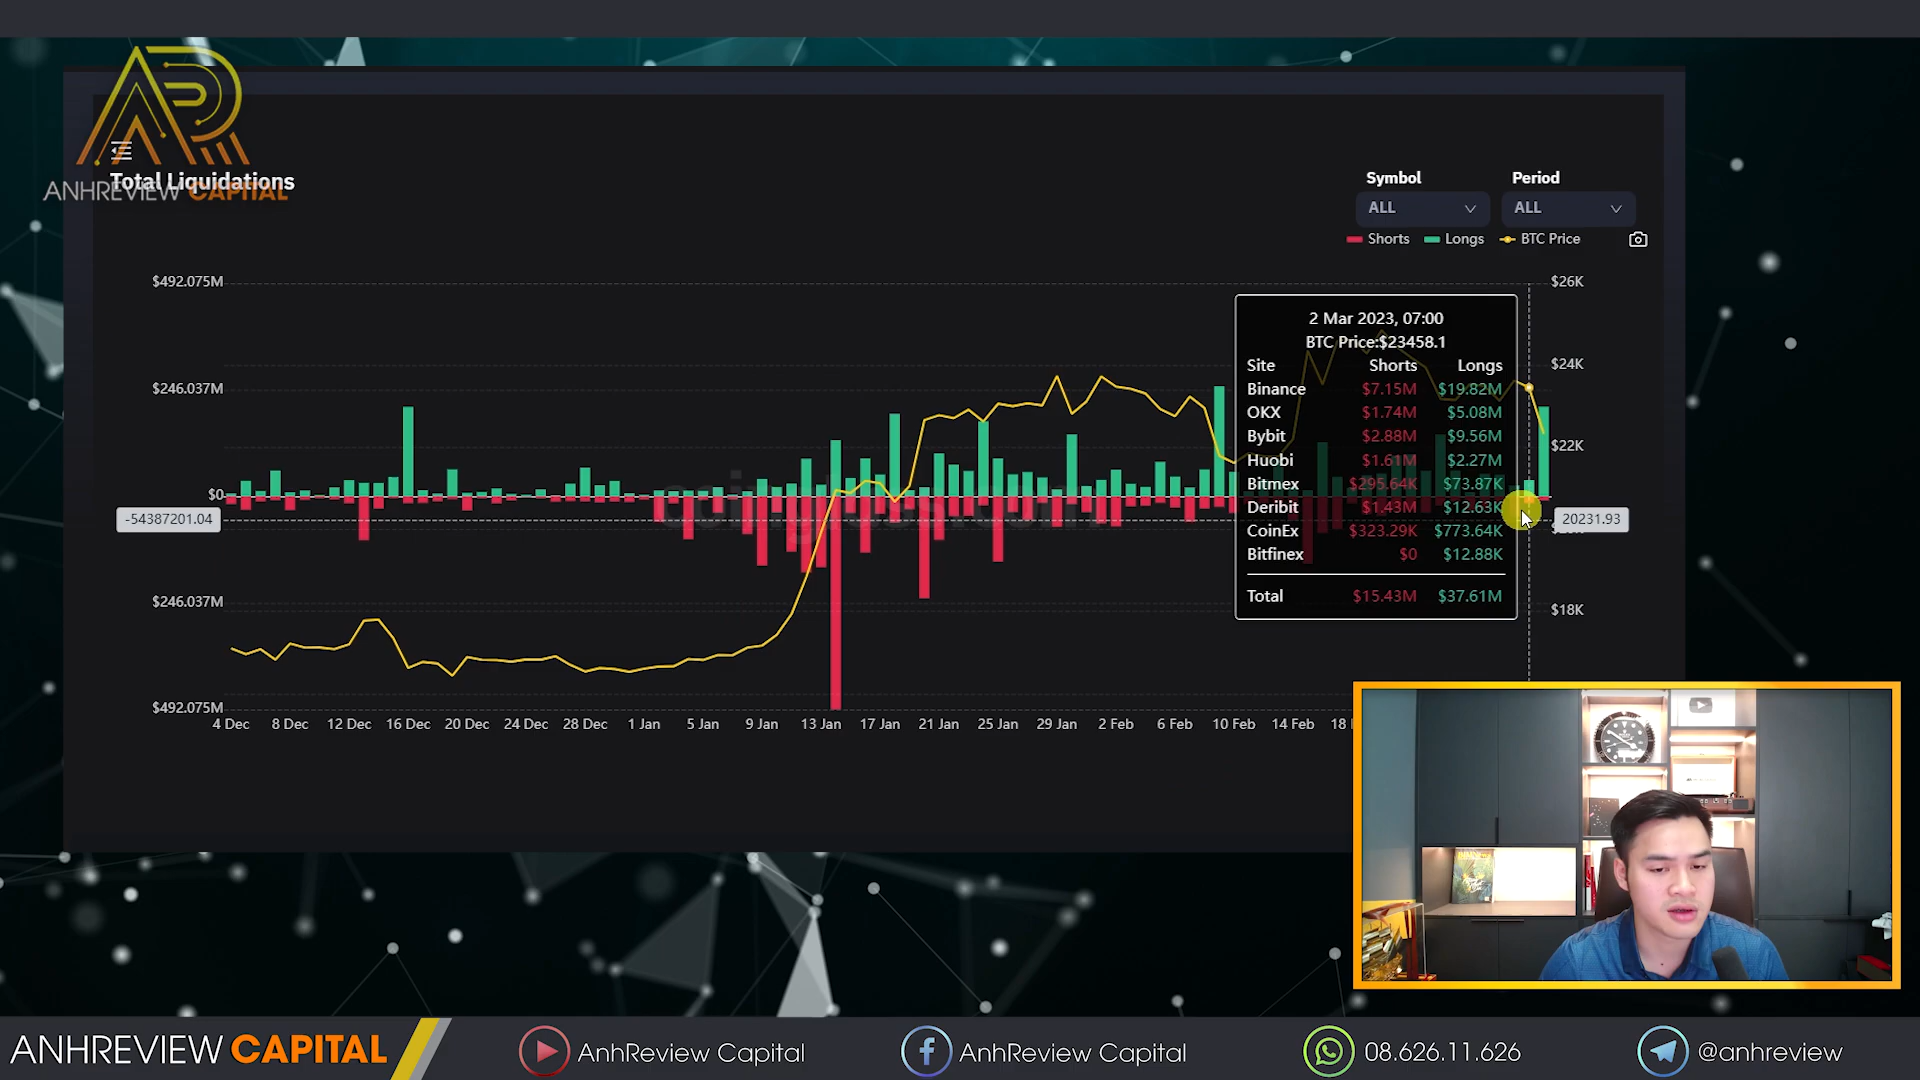 ANHREVIEW CAPITAL
Total Liquidations
Symbol Period
ALL ALL
Shorts Longs BTC Price
$492.075M $26K
2 Mar 2023, 07:00
BTC Price:$23458.1
Site Shorts Longs
$24K
$246.037M Binance $7.15M $19.82M
OKX $1.74M $5.08M
Bybit $2.88M $9.56M
$22K
Huobi $1.61M $2.27M
Bitmex $295.64K $73.87K
$0
Deribit $1.43M $12.63K
-54387201.04 20231.93
CoinEx $323.29K $773.64K
Bitfinex $0 $12.88K
Total $15.43M $37.61M
$246.037M $18K
$492.075M
4 Dec 8 Dec 12 Dec 16 Dec 20 Dec 24 Dec 28 Dec 1 Jan 5 Jan 9 Jan 13 Jan 17 Jan 21 Jan 25 Jan 29 Jan 2 Feb 6 Feb 10 Feb 14 Feb 18
ANHREVIEW CAPITAL AnhReview Capital AnhReview Capital 08.626.11.626 @anhreview